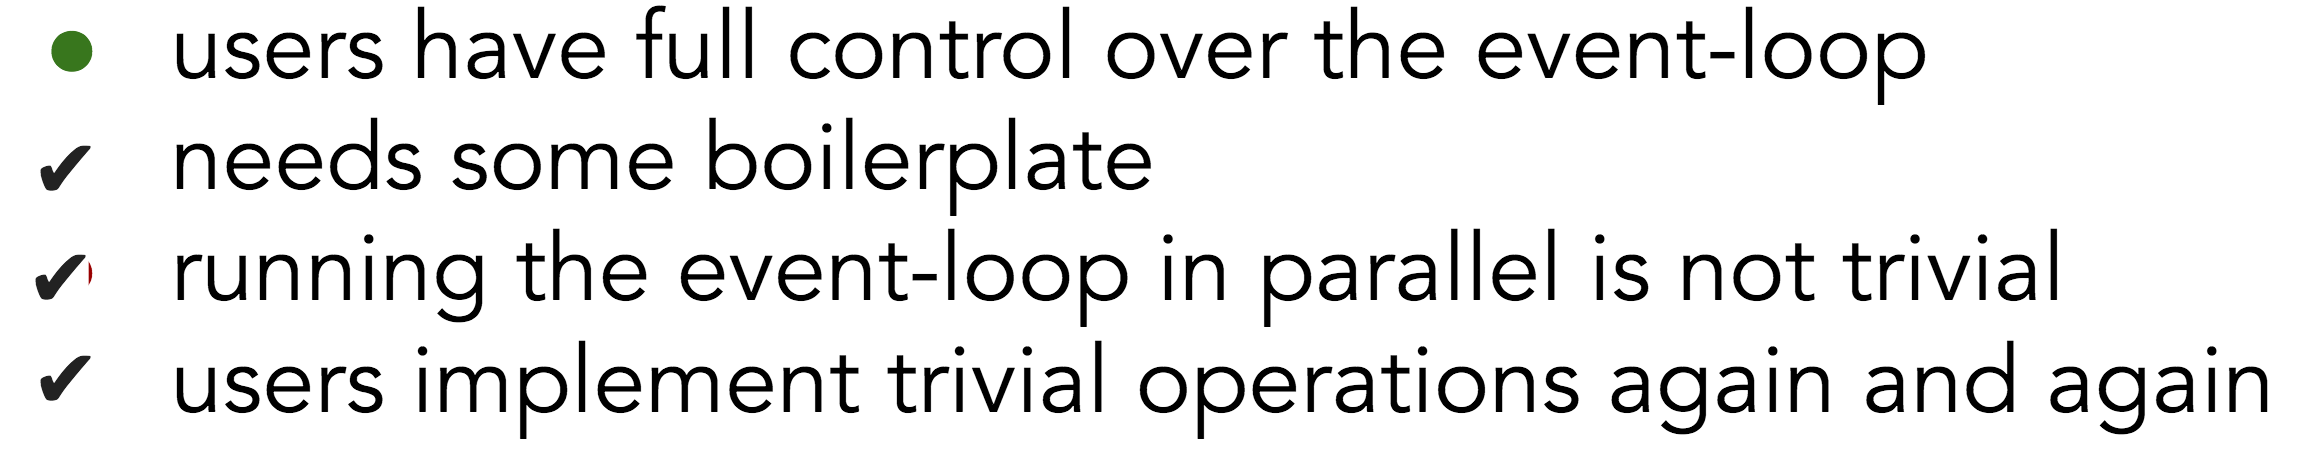 ● users have full control over the event-loop
✔ needs some boilerplate
✔ running the event-loop in parallel is not trivial
✔ users implement trivial operations again and again